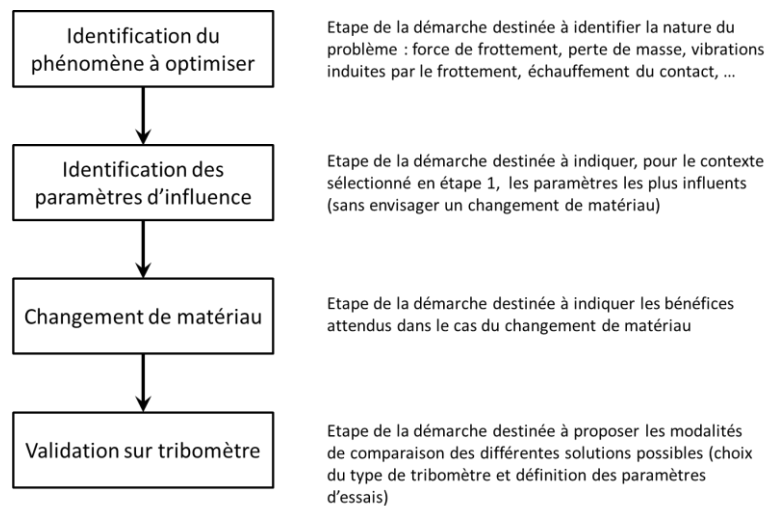 Identification du
phénomène à optimiser
Etape de la démarche destinée à identifier la nature du
problème : force de frottement, perte de masse, vibrations
induites par le frottement, échauffement du contact, …
Identification des
paramètres d’influence
Etape de la démarche destinée à indiquer, pour le contexte
sélectionné en étape 1, les paramètres les plus influents
(sans envisager un changement de matériau)
Changement de matériau
Etape de la démarche destinée à indiquer les bénéfices
attendus dans le cas du changement de matériau
Validation sur tribomètre
Etape de la démarche destinée à proposer les modalités
de comparaison des différentes solutions possibles (choix
du type de tribomètre et définition des paramètres
d’essais)